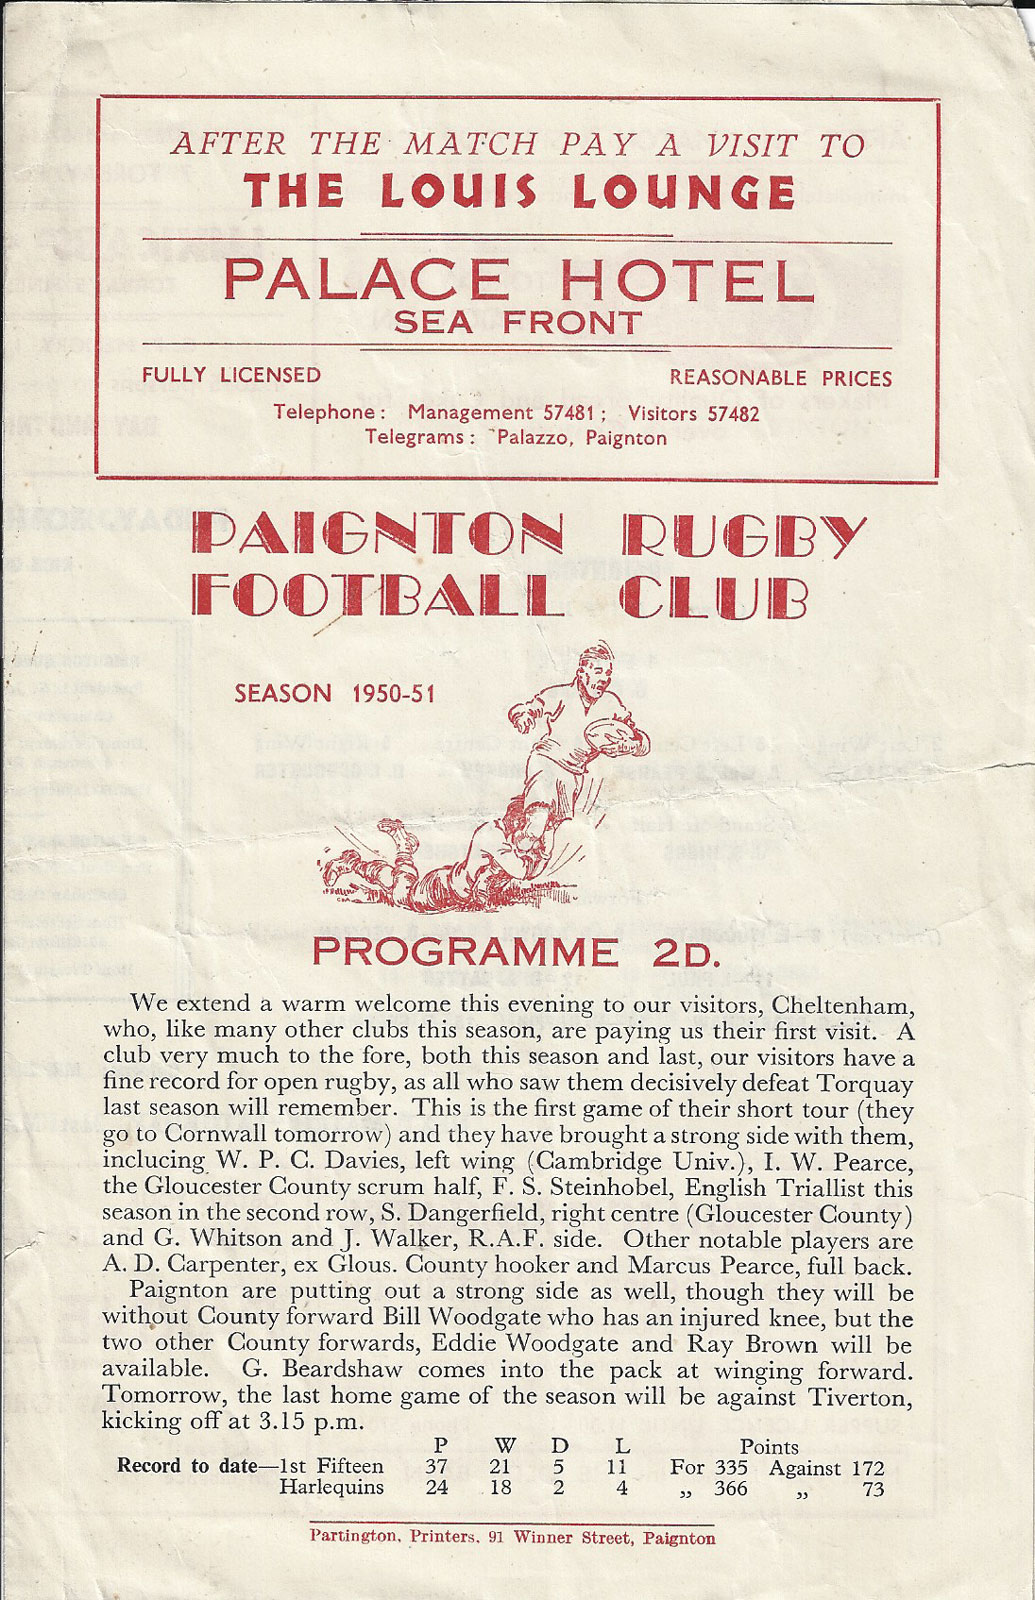 AFTER THE MATCH PAY A VISIT TO
THE LOUIS LOUNGE
PALACE HOTEL
SEA FRONT
FULLY LICENSED REASONABLE PRICES
Telephone: Management 57481; Visitors 57482
Telegrams: Palazzo, Paignton
PAIGNTON RUGBY
FOOTBALL CLUB
SEASON 1950-51
PROGRAMME 2D.
We extend a warm welcome this evening to our visitors, Cheltenham,
who, like many other clubs this season, are paying us their first visit. A
club very much to the fore, both this season and last, our visitors have a
fine record for open rugby, as all who saw them decisively defeat Torquay
last season will remember. This is the first game of their short tour (they
go to Cornwall tomorrow) and they have brought a strong side with them,
inclucing W. P. C. Davies, left wing (Cambridge Univ.), I. W. Pearce,
the Gloucester County scrum half, F. S. Steinhobel, English Triallist this
season in the second row, S. Dangerfield, right centre (Gloucester County)
and G. Whitson and J. Walker, R.A.F. side. Other notable players are
A. D. Carpenter, ex Glous. County hooker and Marcus Pearce, full back.
Paignton are putting out a strong side as well, though they will be
without County forward Bill Woodgate who has an injured knee, but the
two other County forwards, Eddie Woodgate and Ray Brown will be
available. G. Beardshaw comes into the pack at winging forward.
Tomorrow, the last home game of the season will be against Tiverton,
kicking off at 3.15 p.m.
P W D L Points
Record to date—1st Fifteen 37 21 5 11 For 335 Against 172
Harlequins 24 18 2 4 „ 366 „ 73
Partington, Printers, 91 Winner Street, Paignton